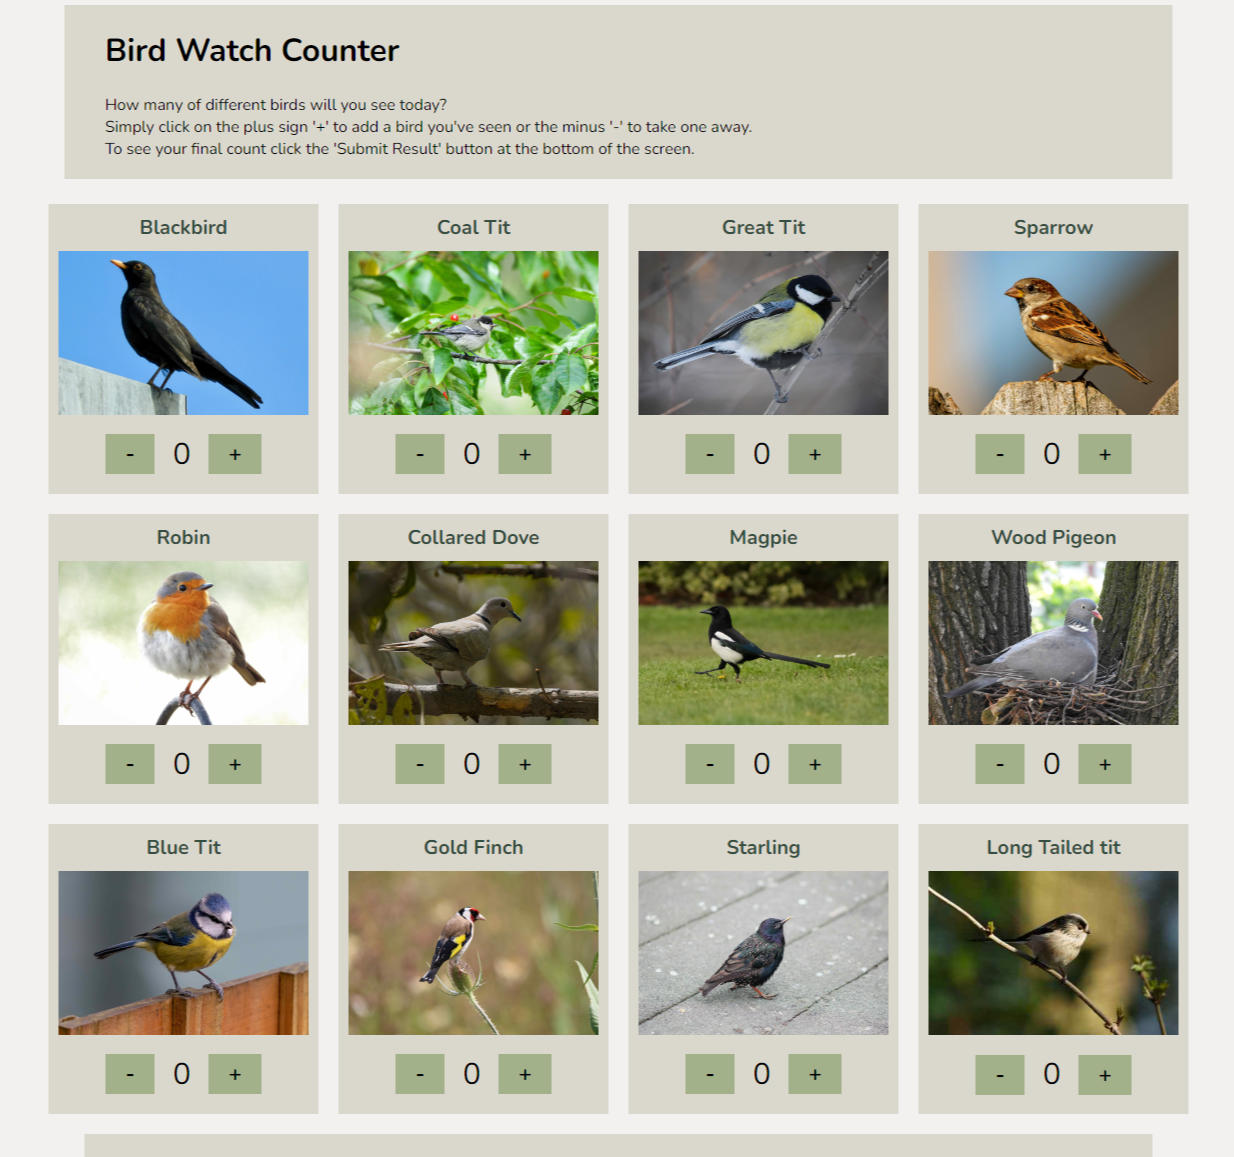 Bird Watch Counter
How many of different birds will you see today?
Simply click on the plus sign '+' to add a bird you've seen or the minus '-' to take one away.
To see your final count click the 'Submit Result' button at the bottom of the screen.
Blackbird
Coal Tit
Great Tit
Sparrow
- 0 +
- 0 +
- 0 +
- 0 +
Robin
Collared Dove
Magpie
Wood Pigeon
- 0 +
- 0 +
- 0 +
- 0 +
Blue Tit
Gold Finch
Starling
Long Tailed tit
- 0 +
- 0 +
- 0 +
- 0 +